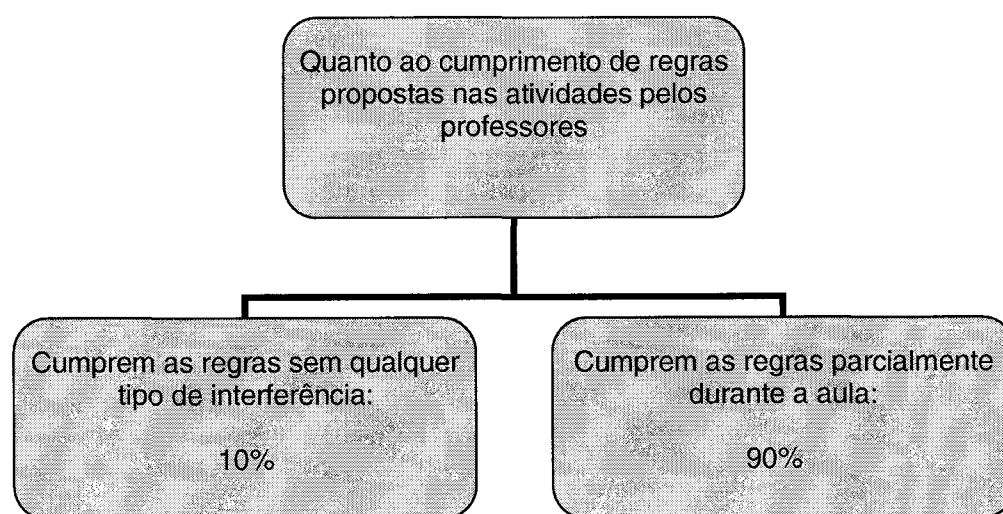 Quanto ao cumprimento de regras
propostas nas atividades pelos
professores
Cumprem as regras sem qualquer
tipo de interferência:
10%
Cumprem as regras parcialmente
durante a aula:
90%